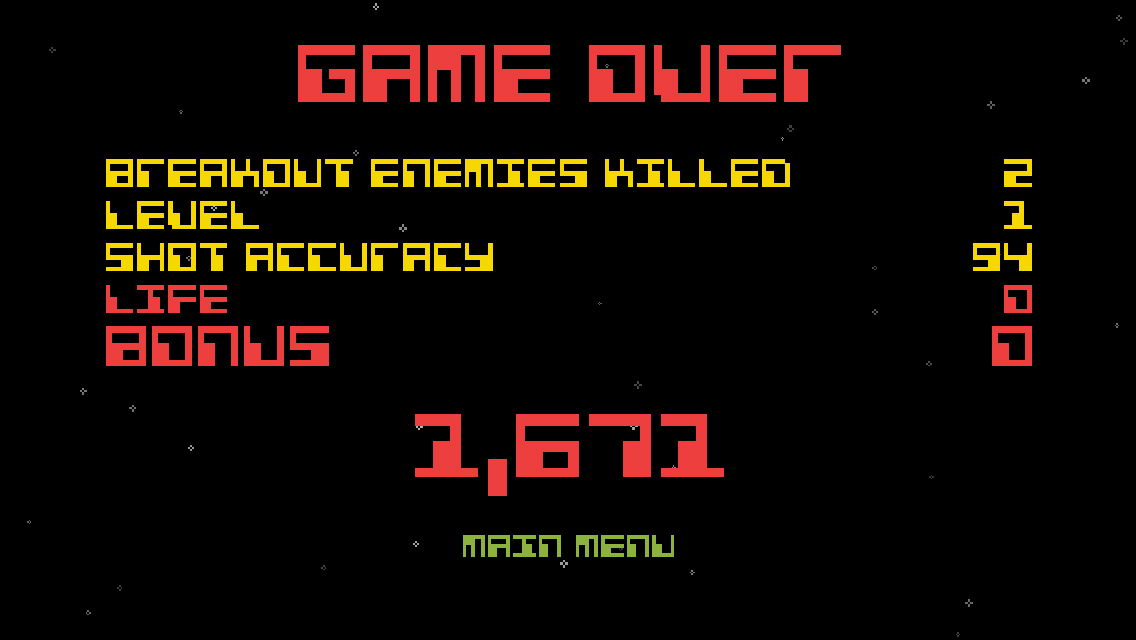 GAME OVER
BREAKOUT ENEMIES KILLED 2
LEVEL 1
SHOT ACCURACY 94
LIFE 0
BONUS 0
1,671
MAIN MENU